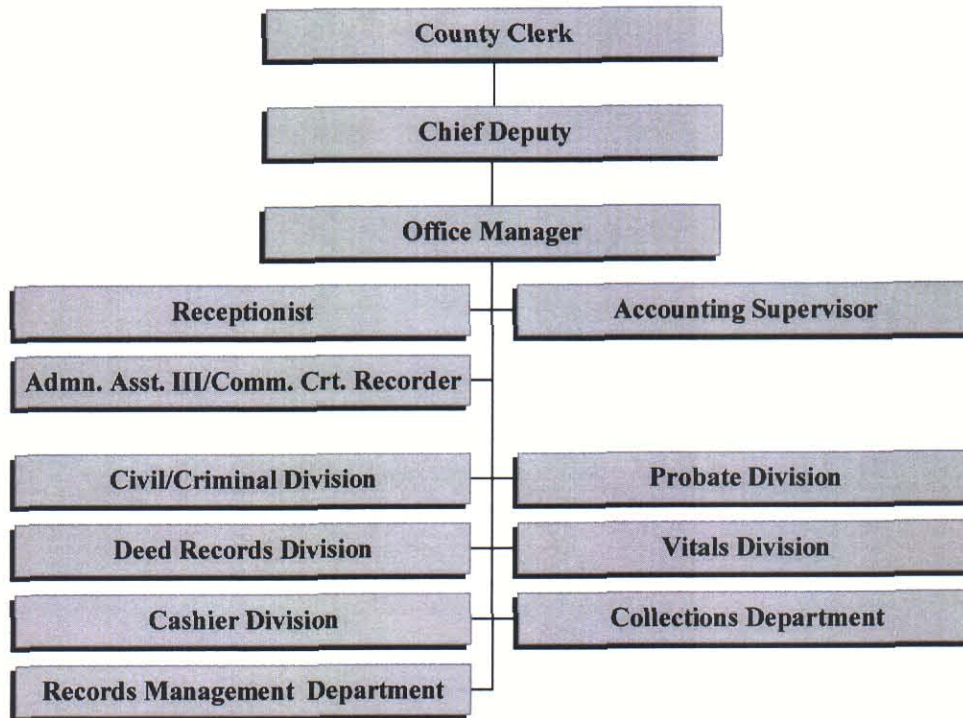 County Clerk
Chief Deputy
Office Manager
Receptionist
Accounting Supervisor
Admn. Asst. III/Comm. Crt. Recorder
Civil/Criminal Division
Probate Division
Deed Records Division
Vitals Division
Cashier Division
Collections Department
Records Management Department